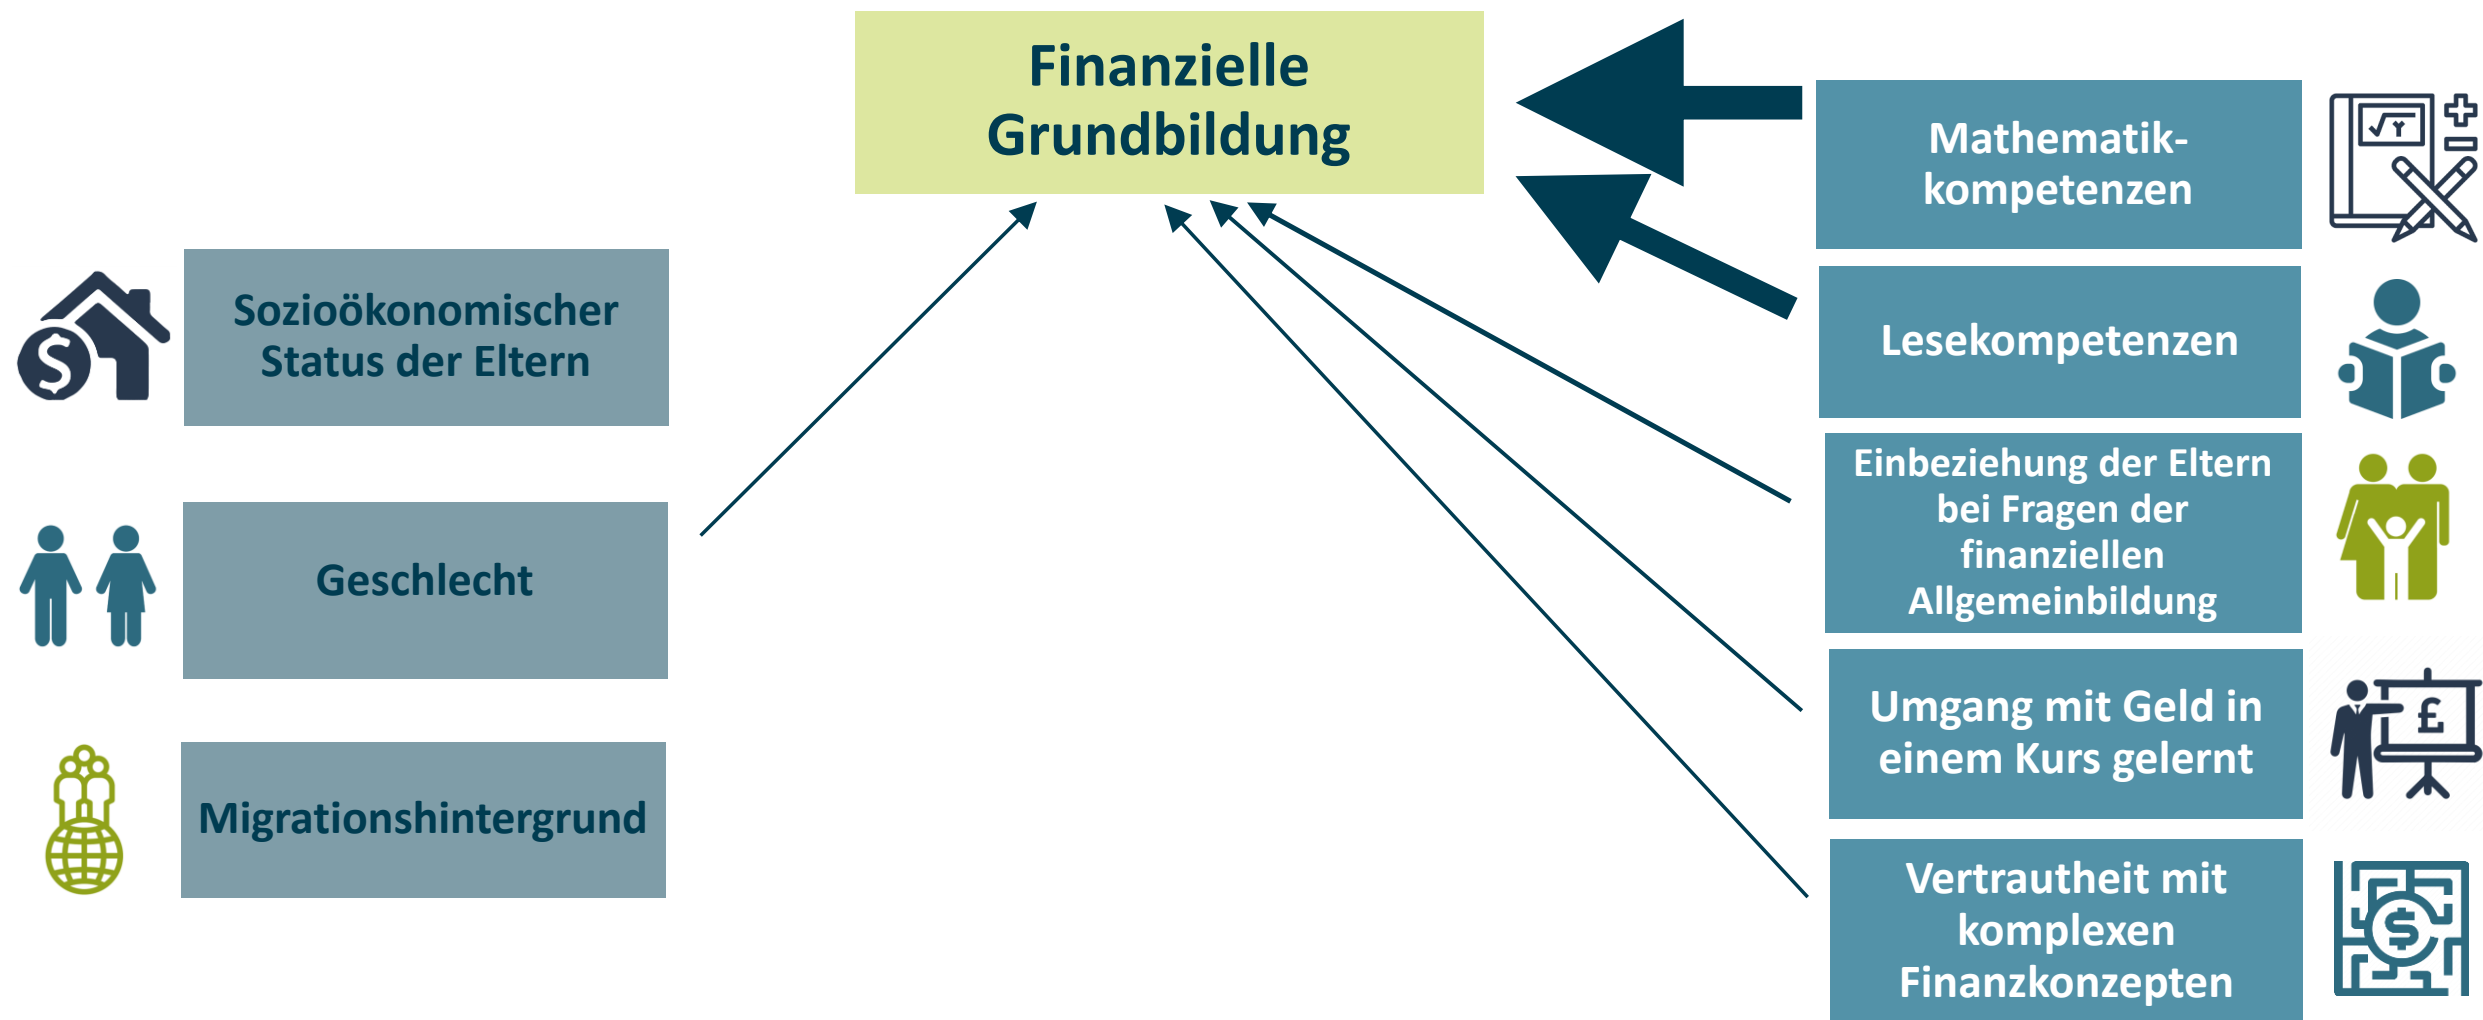 Finanzielle
Grundbildung
Sozioökonomischer
Status der Eltern
Geschlecht
Migrationshintergrund
Mathematik-
kompetenzen
Lesekompetenzen
Einbeziehung der Eltern
bei Fragen der
finanziellen
Allgemeinbildung
Umgang mit Geld in
einem Kurs gelernt
Vertrautheit mit
komplexen
Finanzkonzepten